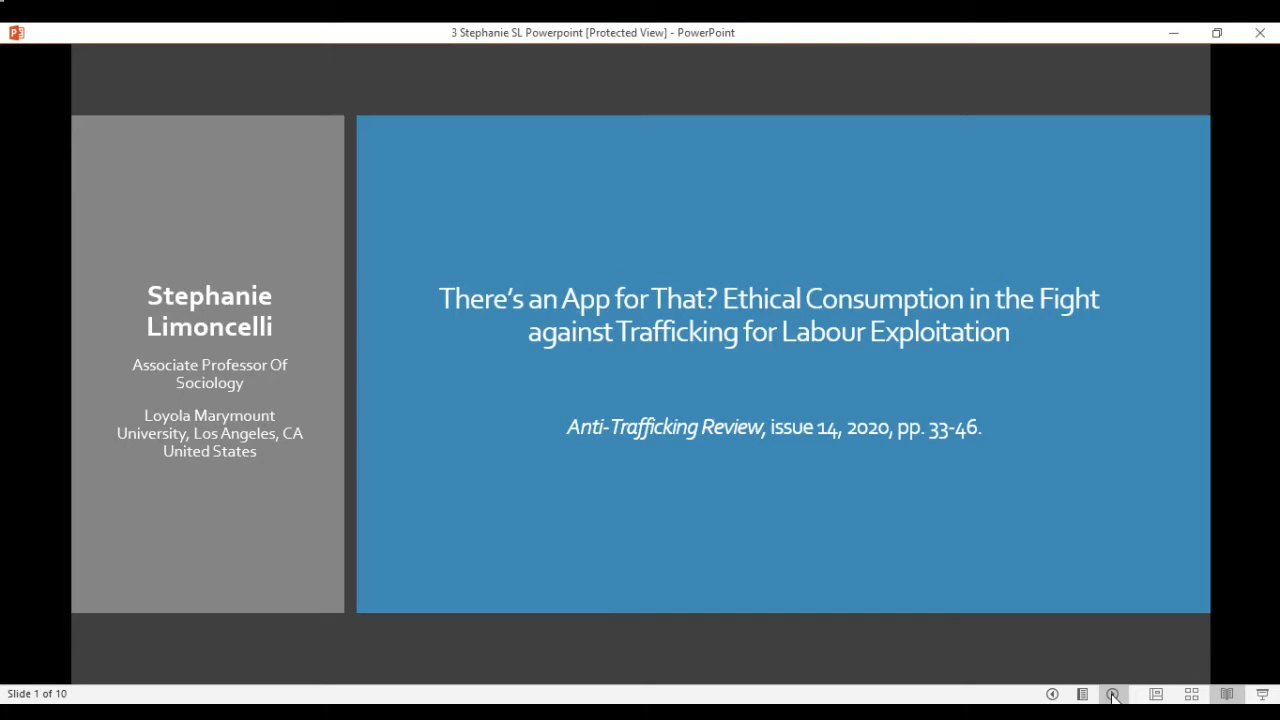 3 Stephanie SL Powerpoint [Protected View] - PowerPoint
Stephanie
Limoncelli
Associate Professor Of
Sociology
Loyola Marymount
University, Los Angeles, CA
United States
There's an App for That? Ethical Consumption in the Fight
against Trafficking for Labour Exploitation
Anti-Trafficking Review, issue 14, 2020, pp. 33-46.
Slide 1 of 10